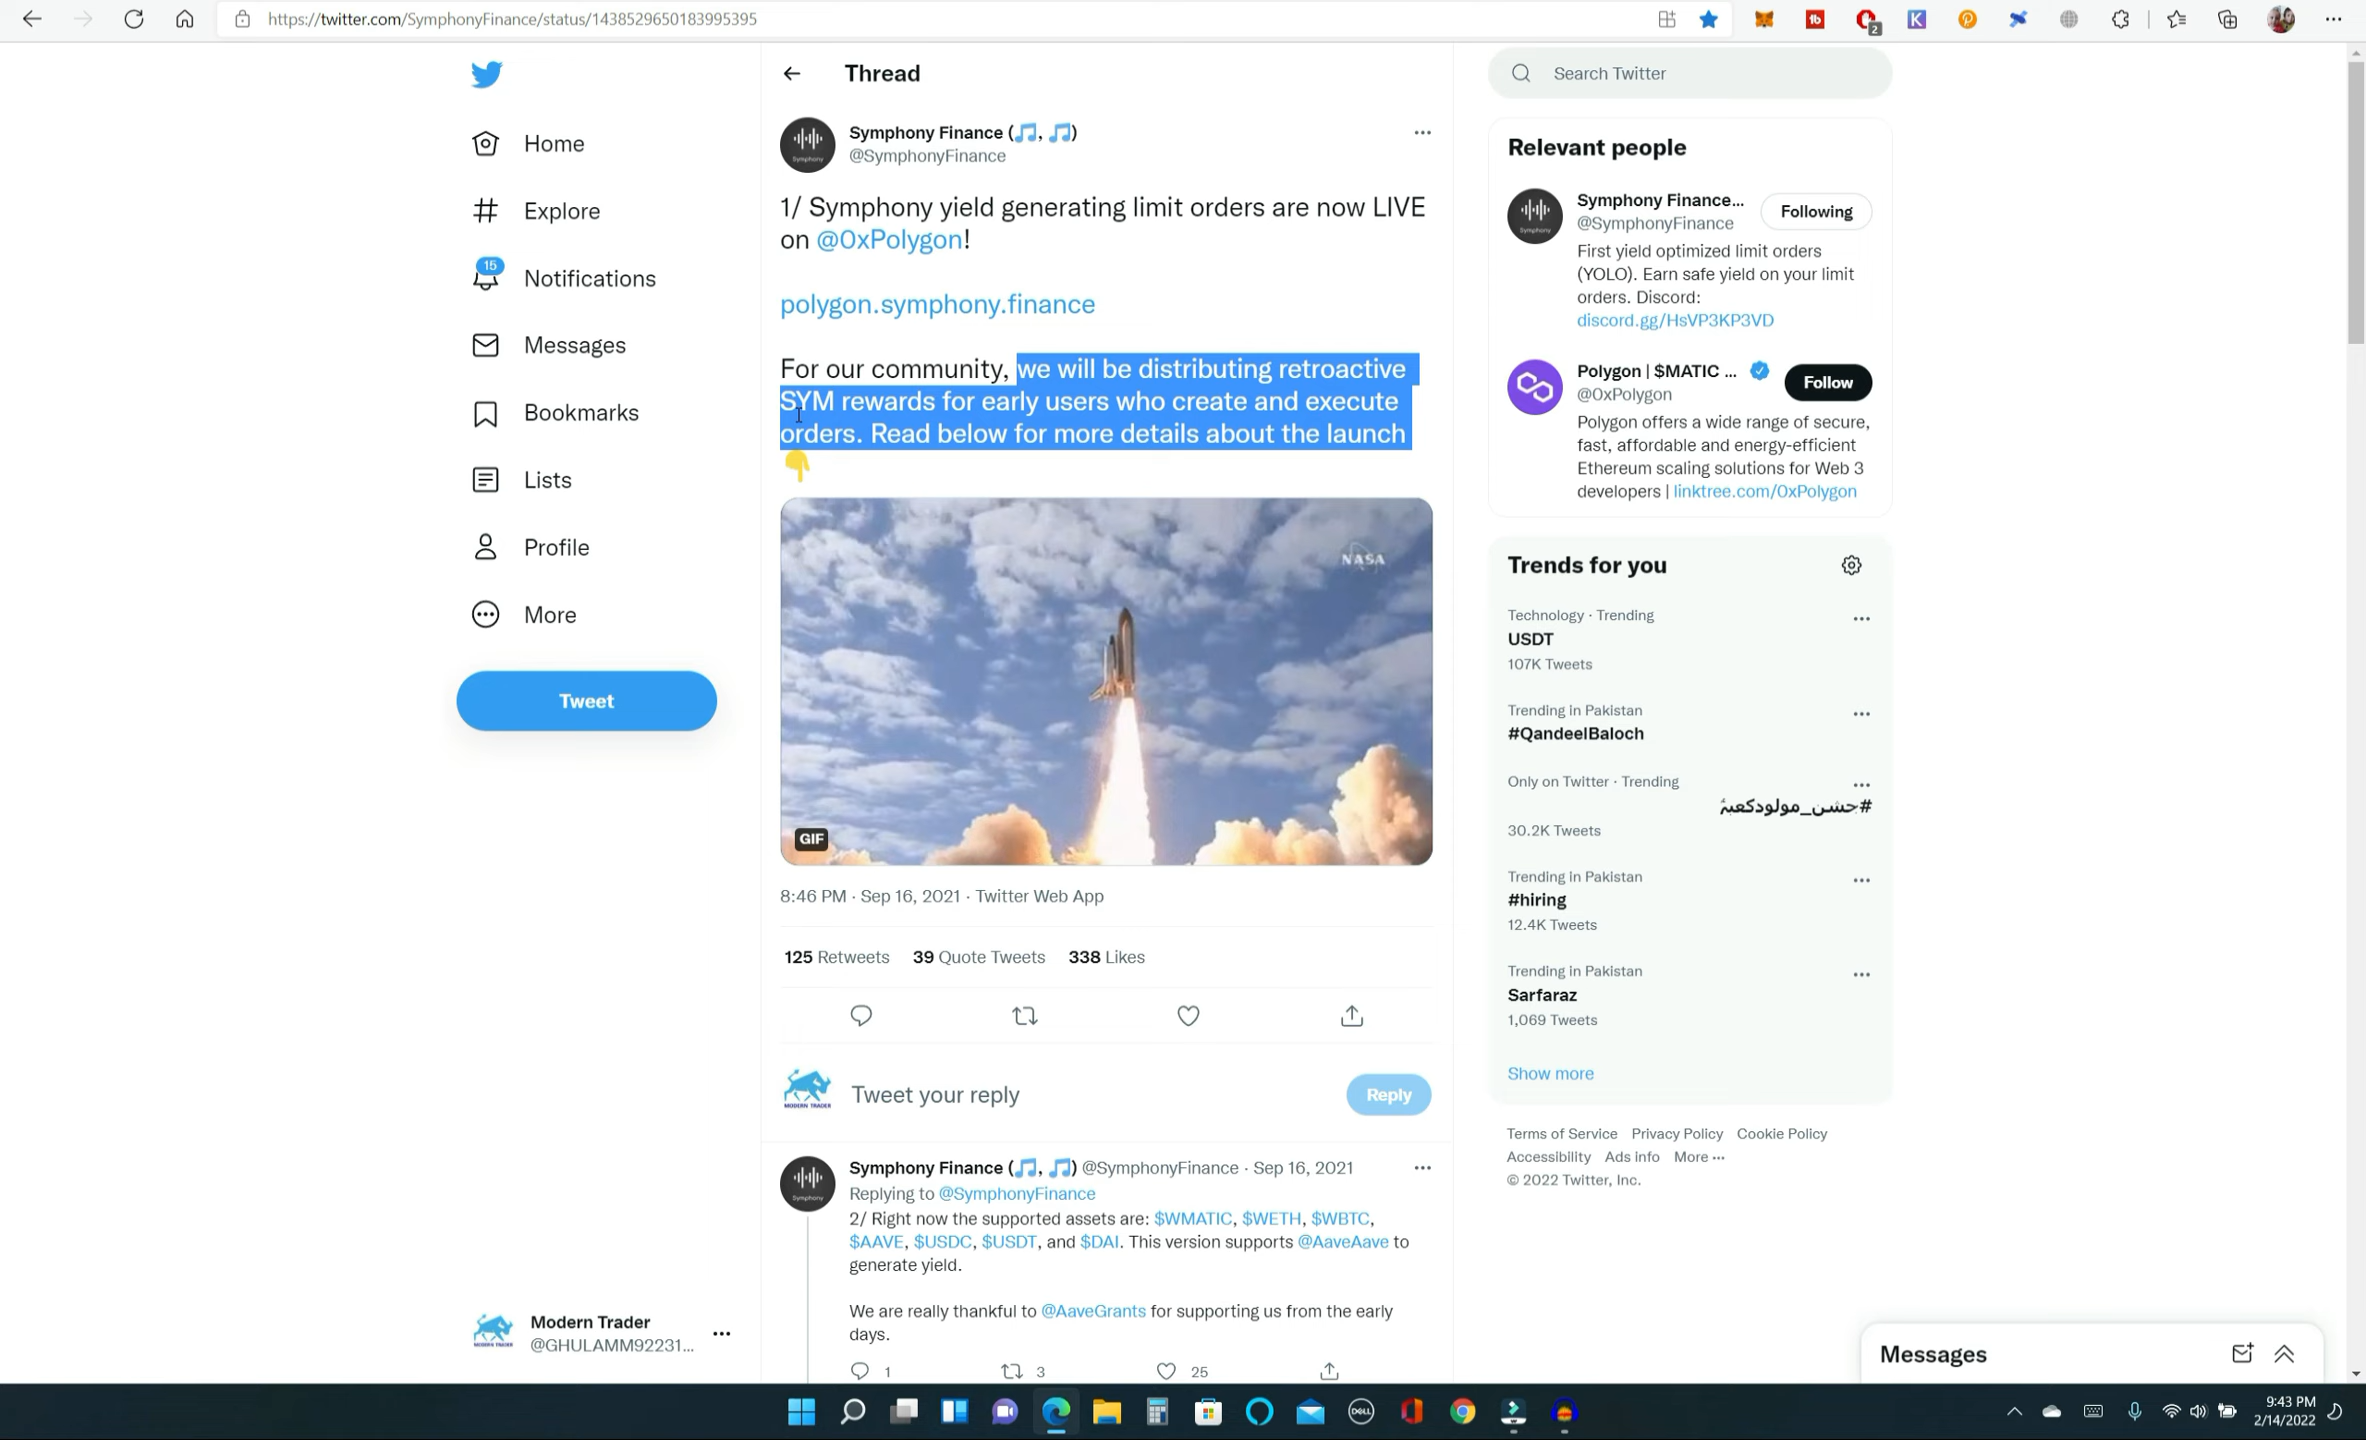 https://twitter.com/SymphonyFinance/status/1438529650183995395
2
Home
Explore
15
Notifications
Messages
Bookmarks
Lists
Profile
More
Tweet
Modern Trader
@GHULAMM92231...
Thread
Symphony Finance (🎵, 🎵)
@SymphonyFinance
1/ Symphony yield generating limit orders are now LIVE
on @0xPolygon!
polygon.symphony.finance
For our community, we will be distributing retroactive
SYM rewards for early users who create and execute
orders. Read below for more details about the launch
👇
NASA
GIF
8:46 PM · Sep 16, 2021 · Twitter Web App
125 Retweets 39 Quote Tweets 338 Likes
MODERN TRADER
Tweet your reply
Reply
Symphony Finance (🎵, 🎵) @SymphonyFinance · Sep 16, 2021
Replying to @SymphonyFinance
2/ Right now the supported assets are: $WMATIC, $WETH, $WBTC,
$AAVE, $USDC, $USDT, and $DAI. This version supports @AaveAave to
generate yield.
We are really thankful to @AaveGrants for supporting us from the early
days.
1 3 25
Search Twitter
Relevant people
Symphony Finance...
@SymphonyFinance
Following
First yield optimized limit orders
(YOLO). Earn safe yield on your limit
orders. Discord:
discord.gg/HsVP3KP3VD
Polygon | $MATIC ...
@0xPolygon
Follow
Polygon offers a wide range of secure,
fast, affordable and energy-efficient
Ethereum scaling solutions for Web 3
developers | linktree.com/0xPolygon
Trends for you
Technology · Trending
USDT
107K Tweets
Trending in Pakistan
#QandeelBaloch
Only on Twitter · Trending
#جشن_مولودکعبہؑ
30.2K Tweets
Trending in Pakistan
#hiring
12.4K Tweets
Trending in Pakistan
Sarfaraz
1,069 Tweets
Show more
Terms of Service Privacy Policy Cookie Policy
Accessibility Ads info More ···
© 2022 Twitter, Inc.
Messages
DELL
9:43 PM
2/14/2022